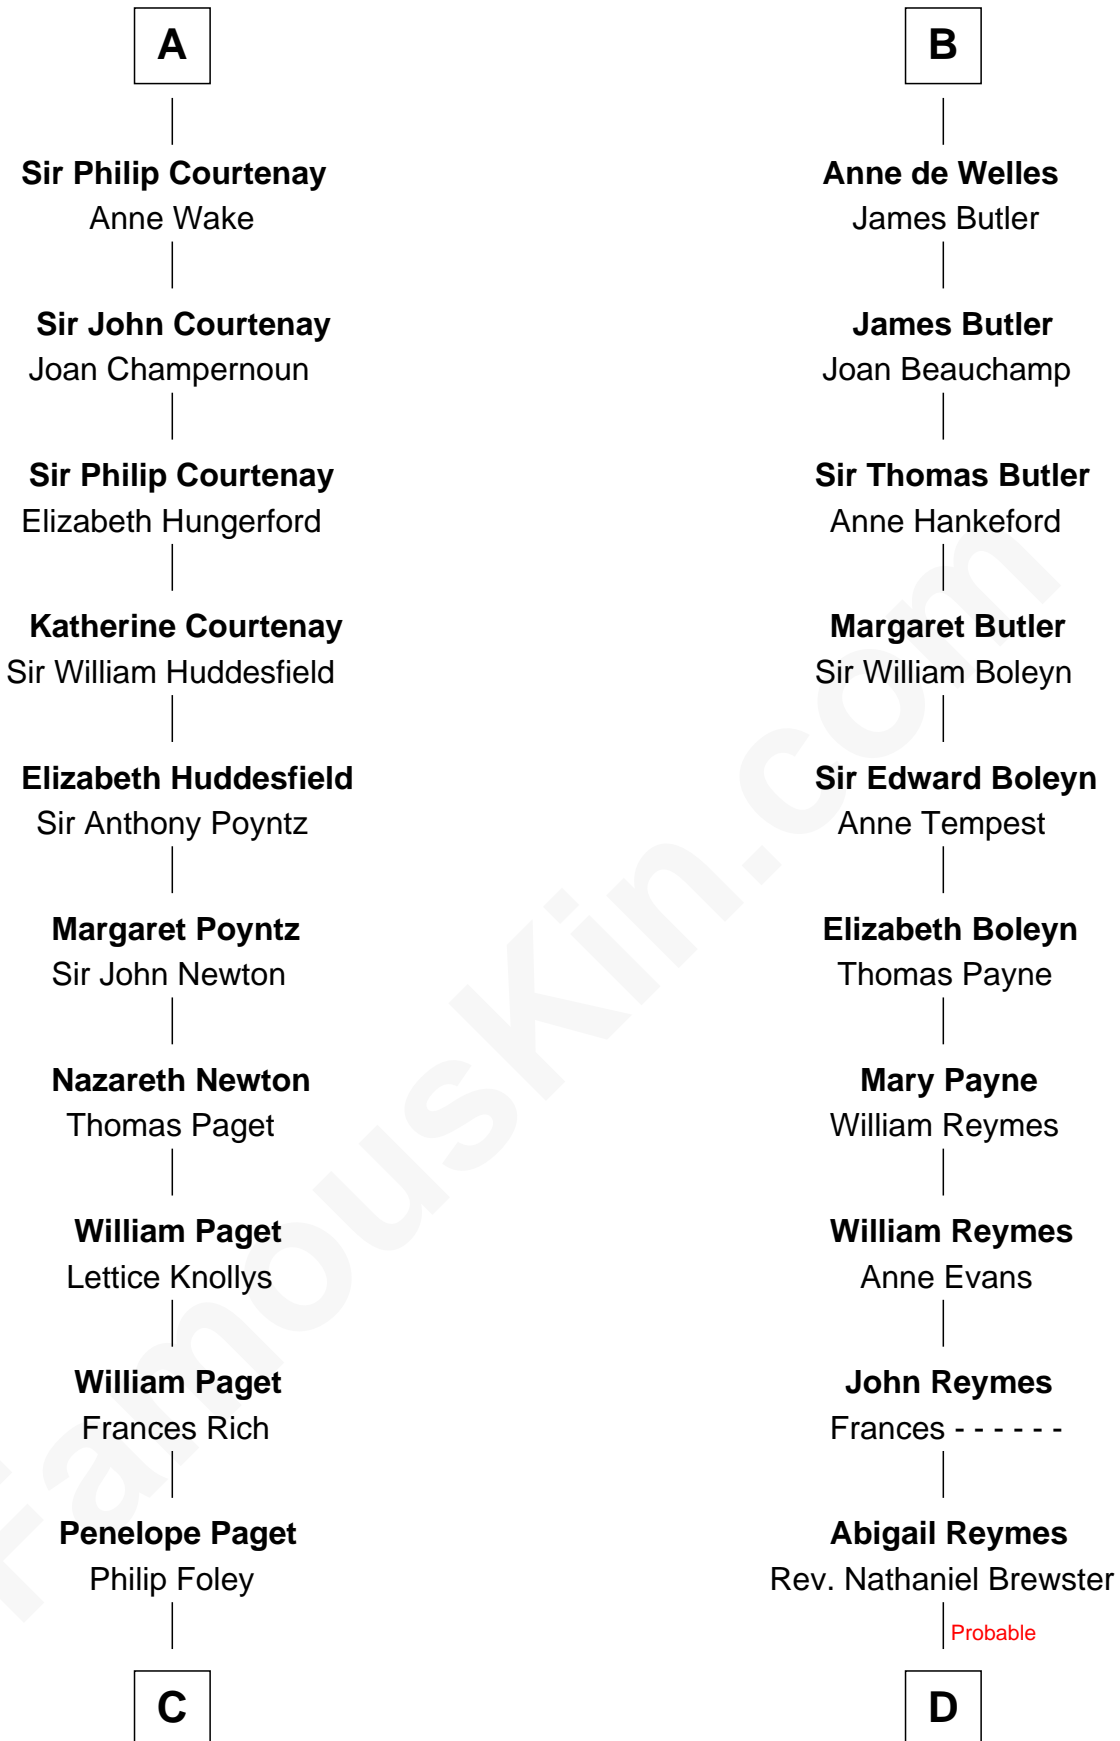 A
Sir Philip Courtenay
Anne Wake
Sir John Courtenay
Joan Champernoun
Sir Philip Courtenay
Elizabeth Hungerford
Katherine Courtenay
Sir William Huddesfield
Elizabeth Huddesfield
Sir Anthony Poyntz
Margaret Poyntz
Sir John Newton
Nazareth Newton
Thomas Paget
William Paget
Lettice Knollys
William Paget
Frances Rich
Penelope Paget
Philip Foley
C
B
Anne de Welles
James Butler
James Butler
Joan Beauchamp
Sir Thomas Butler
Anne Hankeford
Margaret Butler
Sir William Boleyn
Sir Edward Boleyn
Anne Tempest
Elizabeth Boleyn
Thomas Payne
Mary Payne
William Reymes
William Reymes
Anne Evans
John Reymes
Frances - - - - - -
Abigail Reymes
Rev. Nathaniel Brewster
Probable
D
FamousKin.com